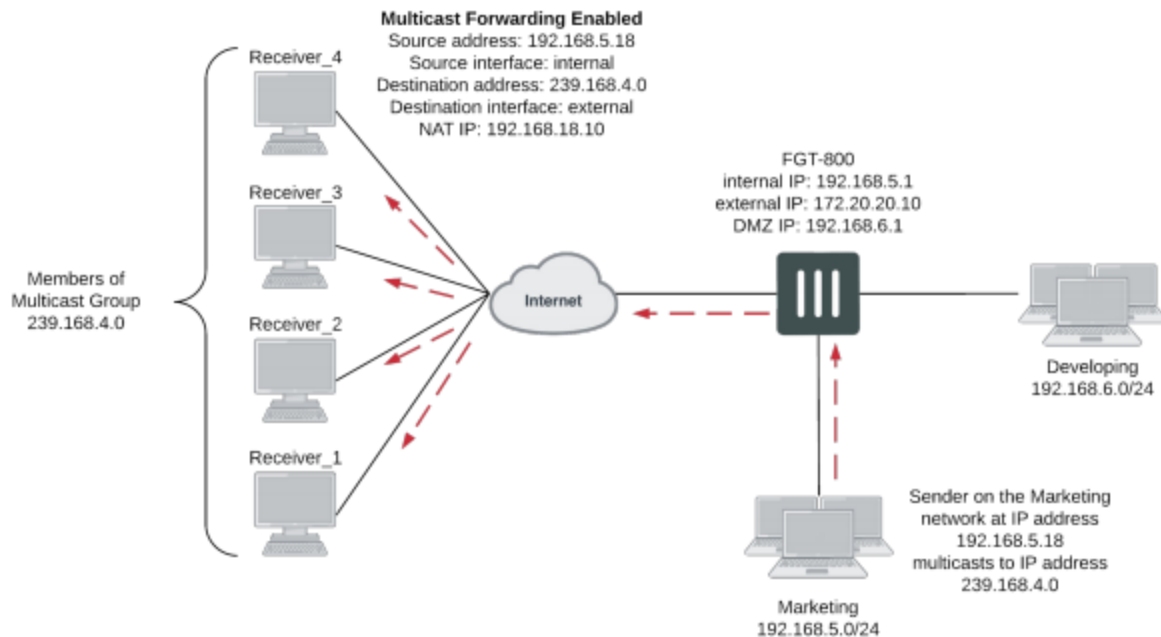 Multicast Forwarding Enabled
Source address: 192.168.5.18
Source interface: internal
Destination address: 239.168.4.0
Destination interface: external
NAT IP: 192.168.18.10
Receiver_4
Receiver_3
Receiver_2
Receiver_1
Members of
Multicast Group
239.168.4.0
Internet
FGT-800
internal IP: 192.168.5.1
external IP: 172.20.20.10
DMZ IP: 192.168.6.1
Developing
192.168.6.0/24
Sender on the Marketing
network at IP address
192.168.5.18
multicasts to IP address
239.168.4.0
Marketing
192.168.5.0/24